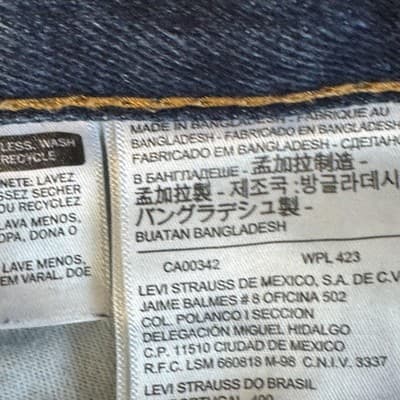 LESS, WASH
RECYCLE
NETE: LAVEZ
SSEZ SECHER
OU RECYCLEZ
LAVA MENOS,
OPA, DONA O
LAVE MENOS,
EM VARAL, DOE
MADE IN BANGLADESH - FABRIQUE AU
BANGLADESH - FABRICADO EN BANGLADESH -
FABRICADO EM BANGLADESH - СДЕЛАНО
В БАНГЛАДЕШЕ - 孟加拉制造 -
孟加拉製 - 제조국 : 방글라데시
バングラデシュ製 -
BUATAN BANGLADESH
CA00342 WPL 423
LEVI STRAUSS DE MEXICO, S.A. DE C.V.
JAIME BALMES # 8 OFICINA 502
COL. POLANCO I SECCION
DELEGACIÓN MIGUEL HIDALGO
C.P. 11510 CIUDAD DE MEXICO
R.F.C. LSM 660818 M-98 C.N.I.V. 3337
LEVI STRAUSS DO BRASIL
PORTUGAL, 400